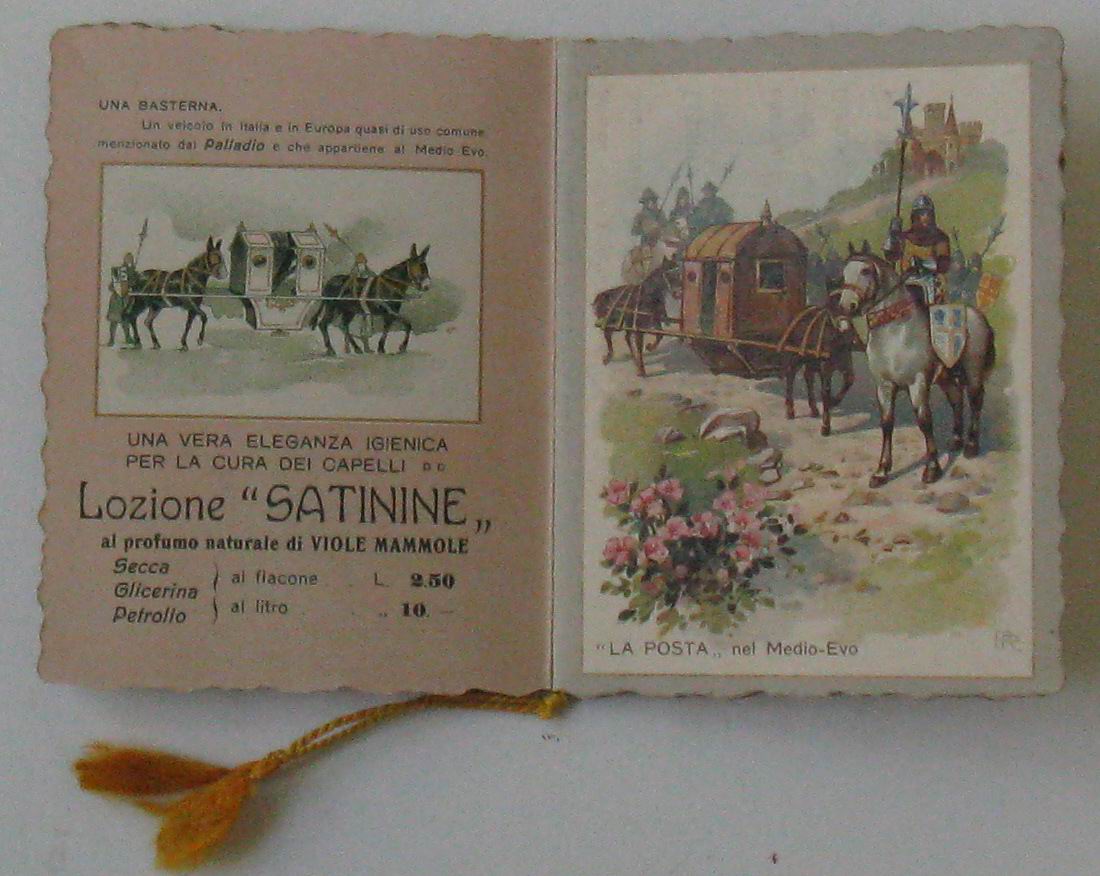 UNA BASTERNA.
Un veicolo in Italia e in Europa quasi di uso comune
menzionato dal Palladio e che appartiene al Medio-Evo.
UNA VERA ELEGANZA IGIENICA
PER LA CURA DEI CAPELLI
Lozione “SATININE„
al profumo naturale di VIOLE MAMMOLE
Secca
Glicerina
Petrolio
al flacone . L. 2.50
al litro . „ 10. —
“LA POSTA„ nel Medio-Evo